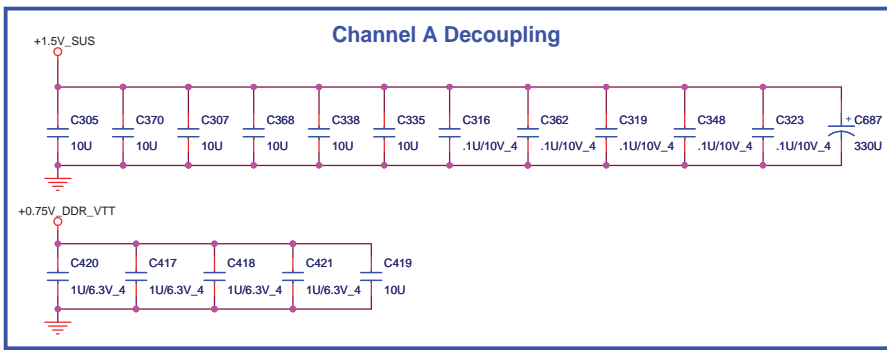 Channel A Decoupling
+1.5V_SUS
C305 C370 C307 C368 C338 C335 C316 C362 C319 C348 C323 + C687
10U 10U 10U 10U 10U 10U .1U/10V_4 .1U/10V_4 .1U/10V_4 .1U/10V_4 .1U/10V_4 330U
+0.75V_DDR_VTT
C420 C417 C418 C421 C419
1U/6.3V_4 1U/6.3V_4 1U/6.3V_4 1U/6.3V_4 10U